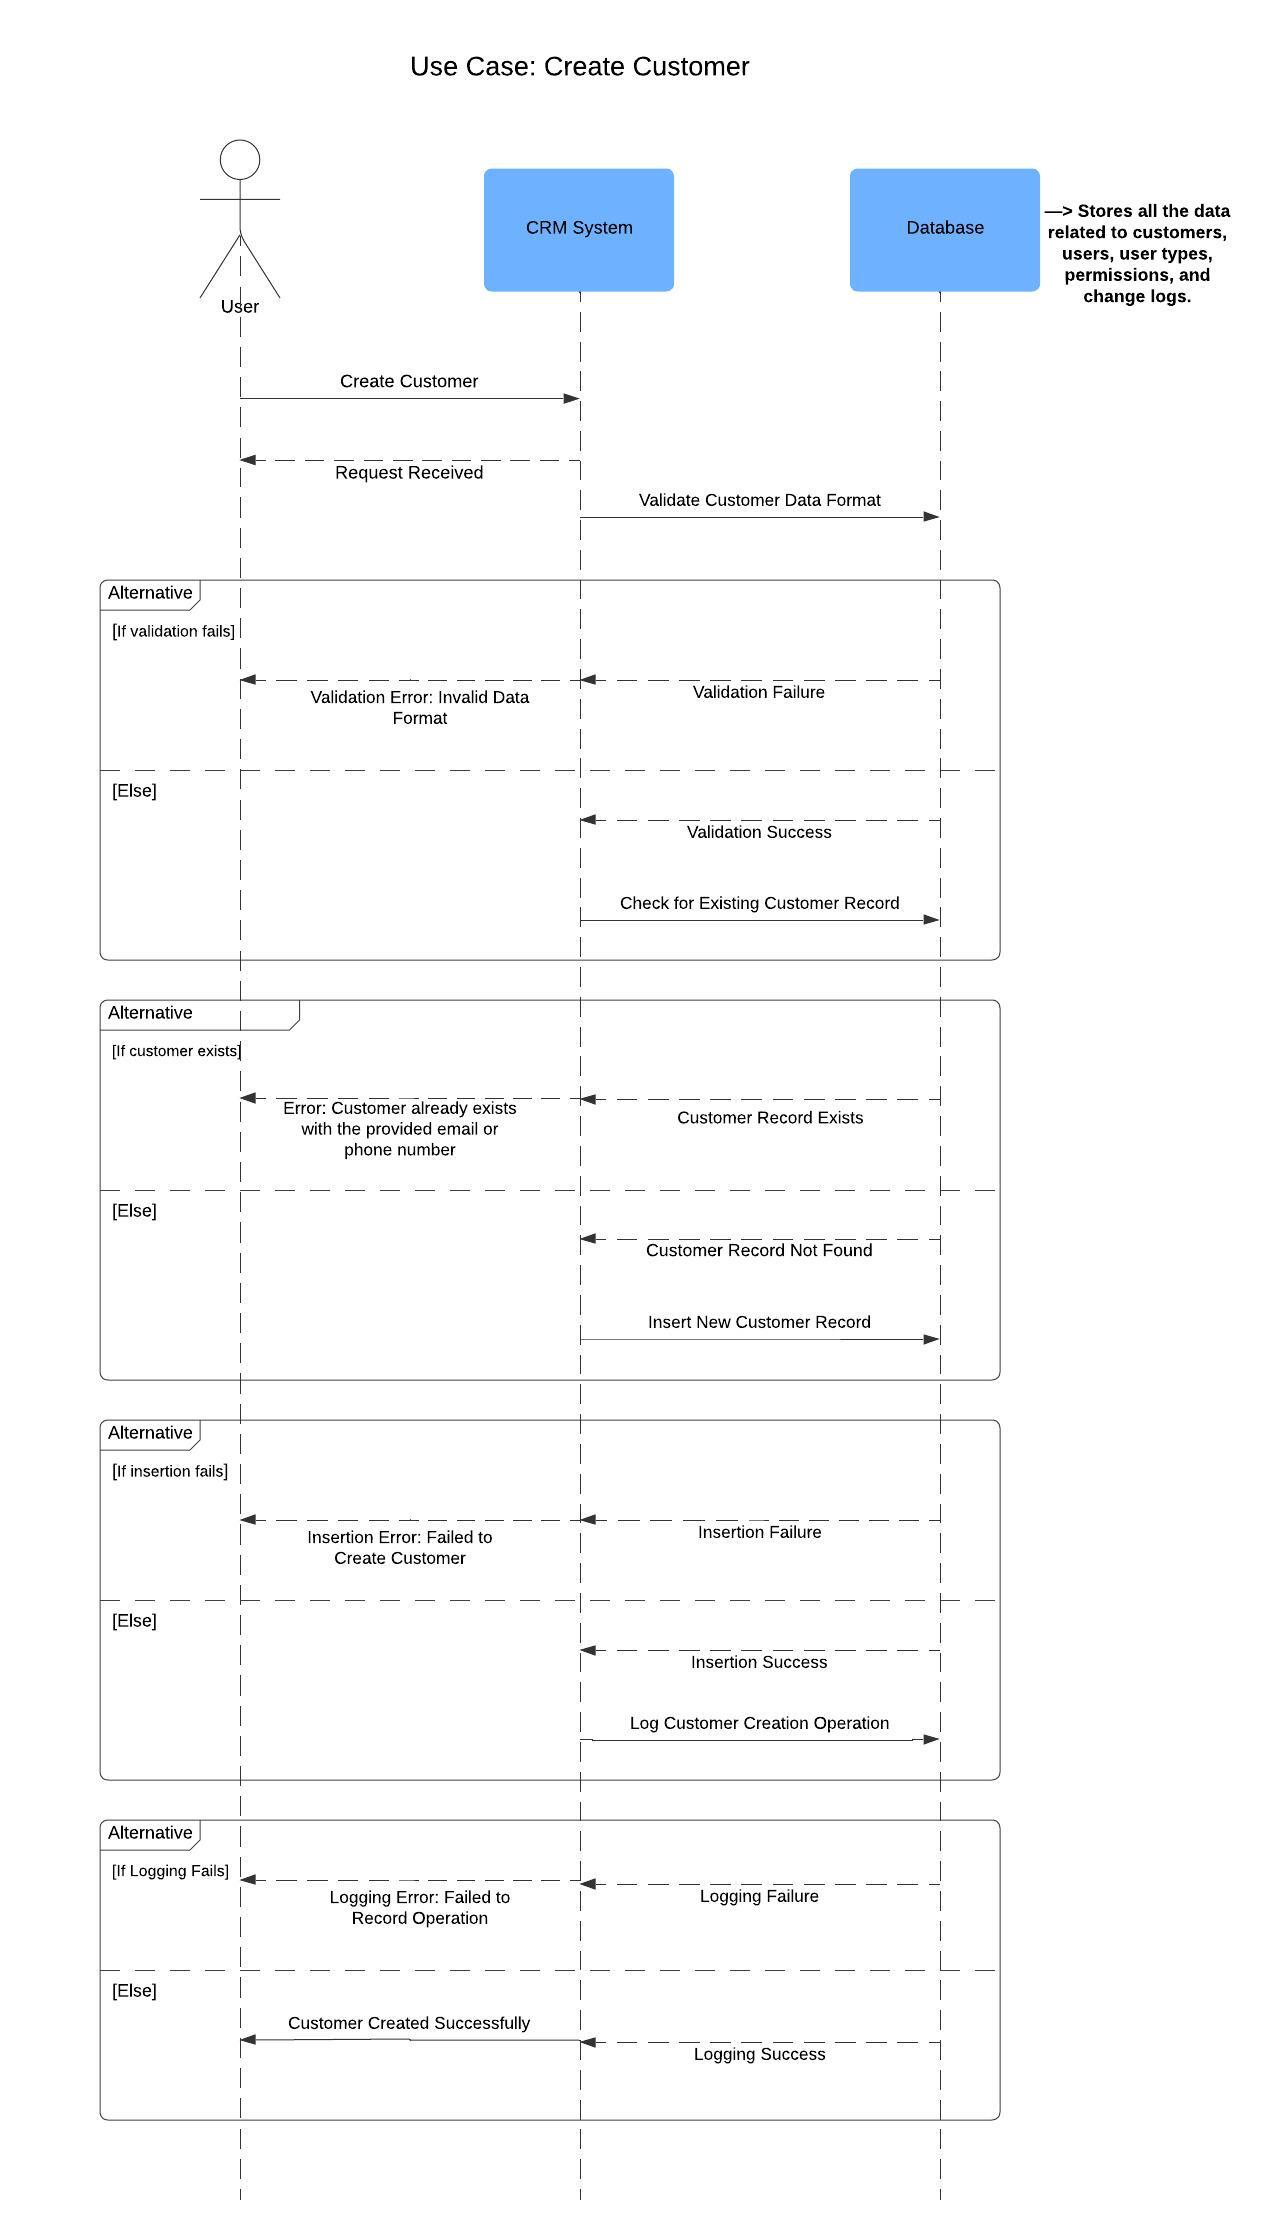 Use Case: Create Customer
User
CRM System
Database
—> Stores all the data
related to customers,
users, user types,
permissions, and
change logs.
Create Customer
Request Received
Validate Customer Data Format
Alternative
[If validation fails]
Validation Error: Invalid Data
Format
Validation Failure
[Else]
Validation Success
Check for Existing Customer Record
Alternative
[If customer exists]
Error: Customer already exists
with the provided email or
phone number
Customer Record Exists
[Else]
Customer Record Not Found
Insert New Customer Record
Alternative
[If insertion fails]
Insertion Error: Failed to
Create Customer
Insertion Failure
[Else]
Insertion Success
Log Customer Creation Operation
Alternative
[If Logging Fails]
Logging Error: Failed to
Record Operation
Logging Failure
[Else]
Customer Created Successfully
Logging Success